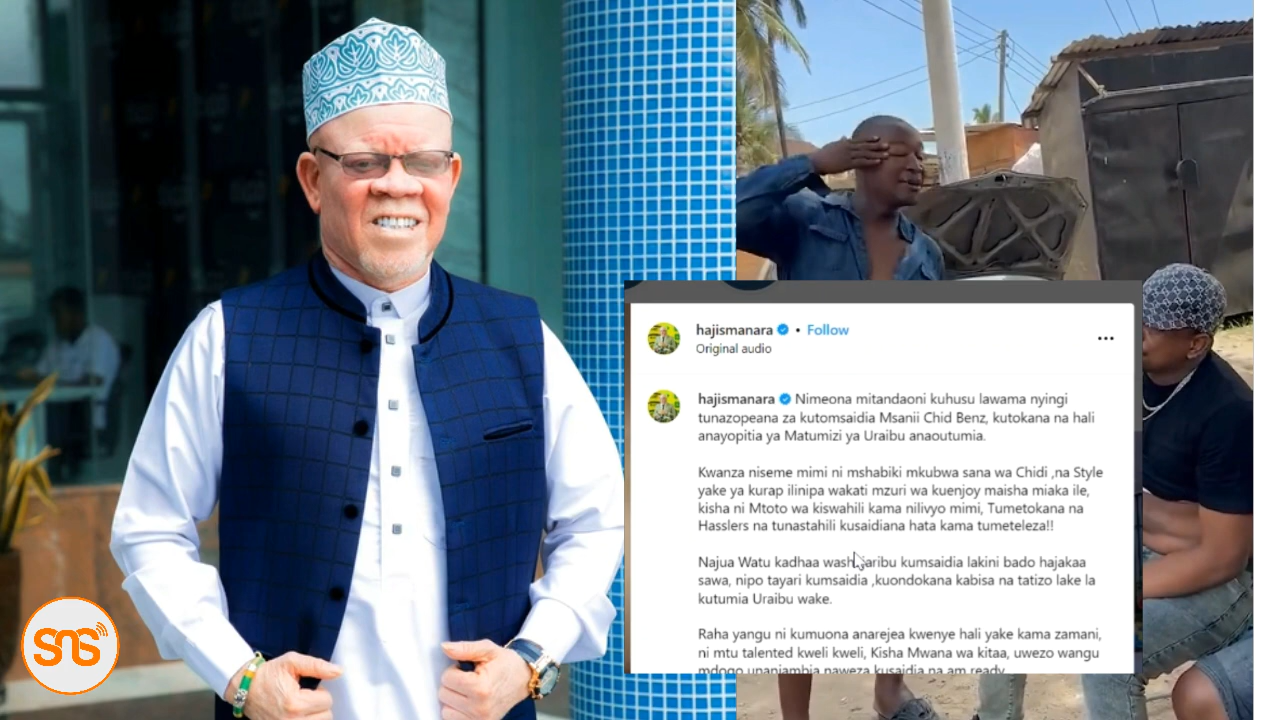 hajismanara • Follow
Original audio
...
hajismanara Nimeona mitandaoni kuhusu lawama nyingi
tunazopeana za kutomsaidia Msanii Chid Benz, kutokana na hali
anayopitia ya Matumizi ya Uraibu anaoutumia.
Kwanza niseme mimi ni mshabiki mkubwa sana wa Chidi ,na Style
yake ya kurap ilinipa wakati mzuri wa kuenjoy maisha miaka ile,
kisha ni Mtoto wa kiswahili kama nilivyo mimi, Tumetokana na
Hasslers na tunastahili kusaidiana hata kama tumeteleza!!
Najua Watu kadhaa kumsaidia lakini bado hajakaa
sawa, nipo tayari kumsaidia ,kuondokana kabisa na tatizo lake la
kutumia Uraibu wake.
Raha yangu ni kumuona anarejea kwenye hali yake kama zamani,
ni mtu talented kweli kweli, Kisha Mwana wa kitaa, uwezo wangu
mdogo unaniambia naweza kusaidia na am ready
SNS